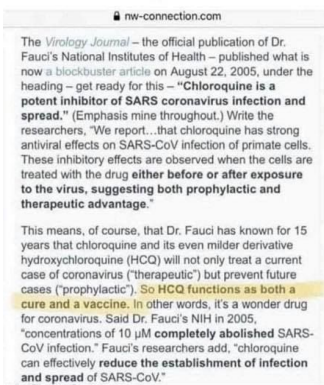 nw-connection.com
The Virology Journal – the official publication of Dr.
Fauci's National Institutes of Health – published what is
now a blockbuster article on August 22, 2005, under the
heading – get ready for this – "Chloroquine is a
potent inhibitor of SARS coronavirus infection and
spread." (Emphasis mine throughout.) Write the
researchers, "We report...that chloroquine has strong
antiviral effects on SARS-CoV infection of primate cells.
These inhibitory effects are observed when the cells are
treated with the drug either before or after exposure
to the virus, suggesting both prophylactic and
therapeutic advantage."
This means, of course, that Dr. Fauci has known for 15
years that chloroquine and its even milder derivative
hydroxychloroquine (HCQ) will not only treat a current
case of coronavirus ("therapeutic") but prevent future
cases ("prophylactic"). So HCQ functions as both a
cure and a vaccine. In other words, it's a wonder drug
for coronavirus. Said Dr. Fauci's NIH in 2005,
"concentrations of 10 μM completely abolished SARS-
CoV infection." Fauci's researchers add, "chloroquine
can effectively reduce the establishment of infection
and spread of SARS-CoV."